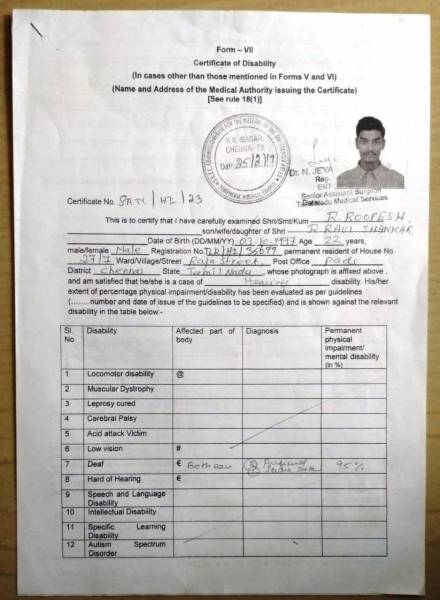 Form – VII
Certificate of Disability
(In cases other than those mentioned in Forms V and VI)
(Name and Address of the Medical Authority issuing the Certificate)
[See rule 18(1)]
K.K. NAGAR,
CHENNAI-78
Date 25/2/19
Dr. N. JEYA
Reg
ENT
Senior Assistant Surgeon
Tamil Nadu Medical Services
Certificate No. / HI / 23
This is to certify that I have carefully examined Shri/Smt/Kum R. ROOPESH
son/wife/daughter of Shri R. RAVI SHANKAR
Date of Birth (DD/MM/YY) 03.10.1997 Age 22 years,
male/female Male Registration No. 35699 permanent resident of House No.
27/7 Ward/Village/Street Raja Street Post Office Padi
District Chennai State Tamil Nadu, whose photograph is affixed above,
and am satisfied that he/she is a case of Hearing disability. His/her
extent of percentage physical impairment/disability has been evaluated as per guidelines
(........number and date of issue of the guidelines to be specified) and is shown against the relevant
disability in the table below:-
Sl. No Disability Affected part of body Diagnosis Permanent physical impairment/ mental disability (in %)
1 Locomotor disability @
2 Muscular Dystrophy
3 Leprosy cured
4 Cerebral Palsy
5 Acid attack Victim
6 Low vision #
7 Deaf € Both ears Profound 95%
8 Hard of Hearing €
9 Speech and Language Disability
10 Intellectual Disability
11 Specific Learning Disability
12 Autism Spectrum Disorder